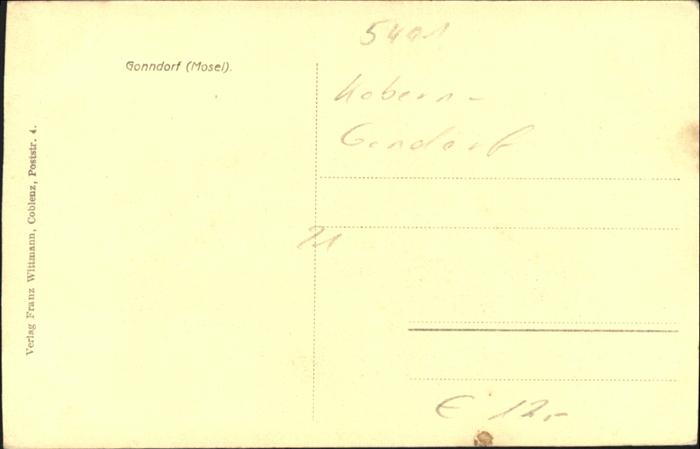 Gonndorf (Mosel).
Verlag Franz Wittmann, Coblenz, Poststr. 4.
5401
Kobern-
Gondorf
21
€ 12,-